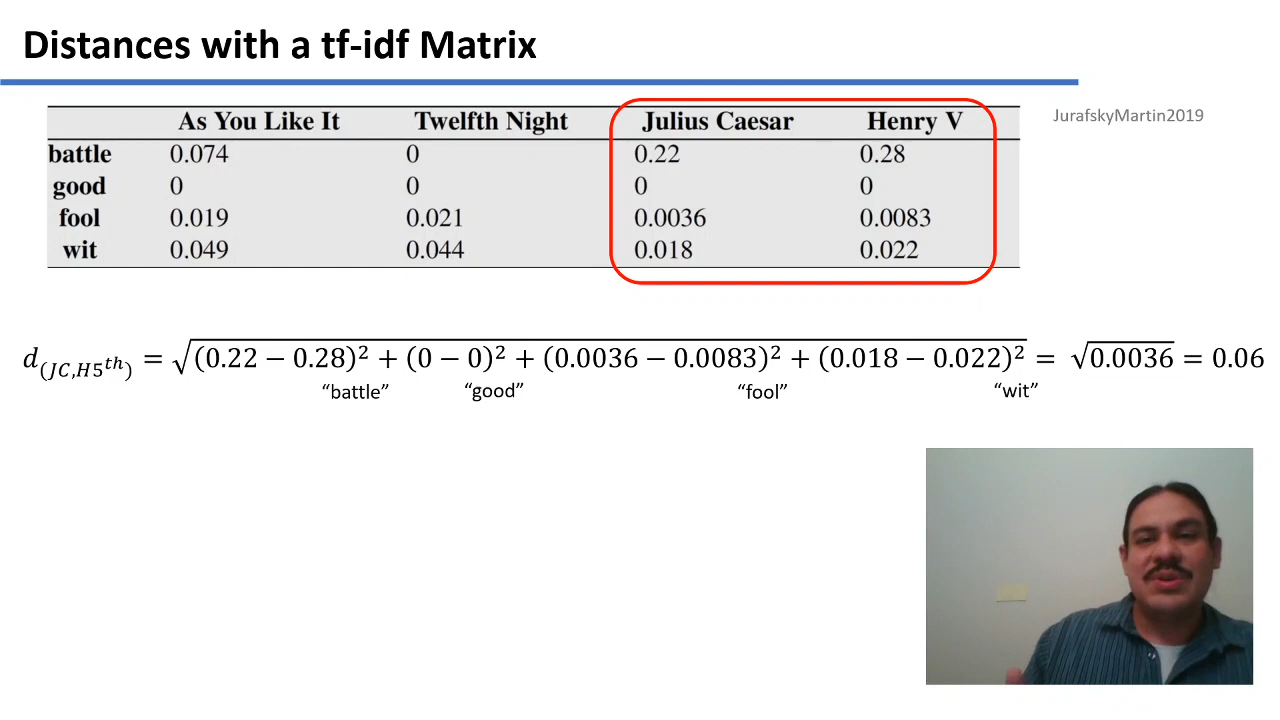 Distances with a tf-idf Matrix
JurafskyMartin2019
As You Like It Twelfth Night Julius Caesar Henry V
battle 0.074 0 0.22 0.28
good 0 0 0 0
fool 0.019 0.021 0.0036 0.0083
wit 0.049 0.044 0.018 0.022
d(JC,H5th) = √(0.22 − 0.28)² + (0 − 0)² + (0.0036 − 0.0083)² + (0.018 − 0.022)² = √0.0036 = 0.06
“battle” “good” “fool” “wit”